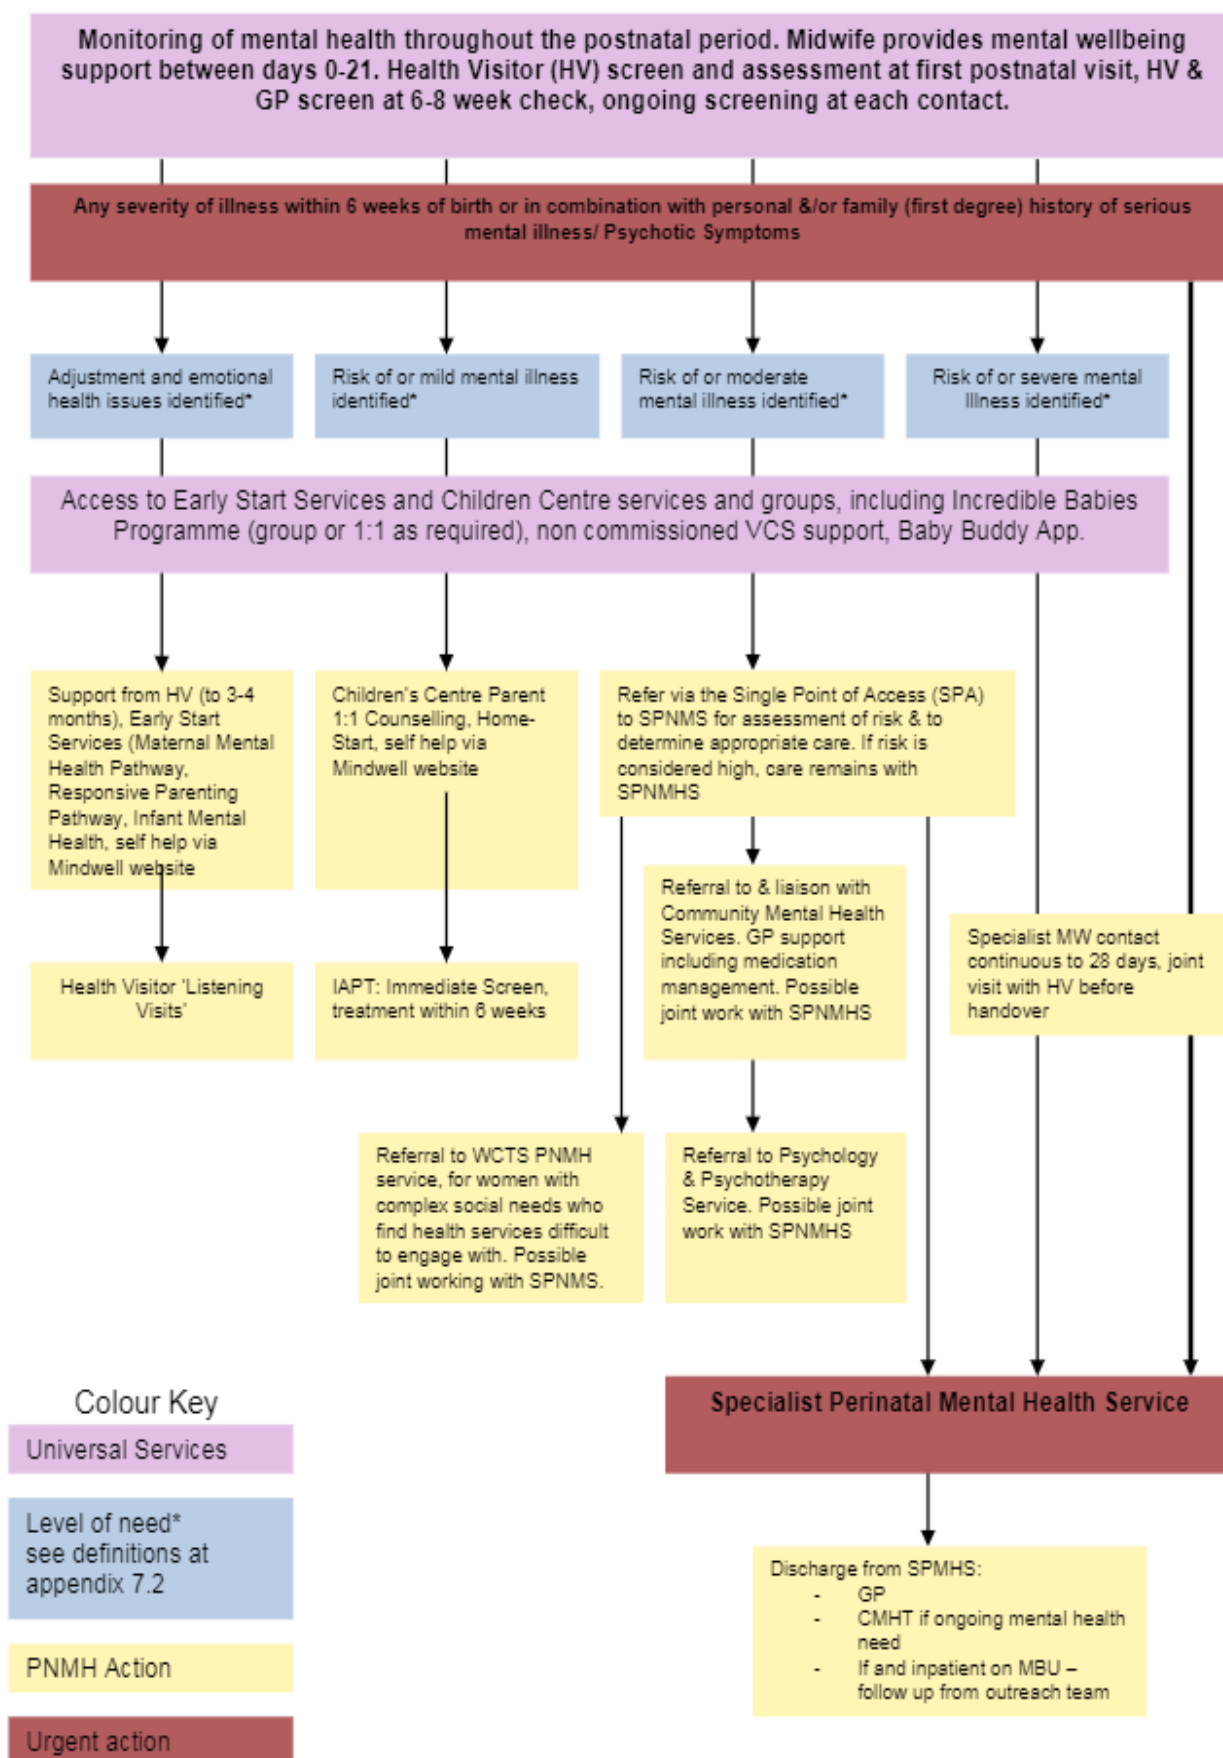 Monitoring of mental health throughout the postnatal period. Midwife provides mental wellbeing
support between days 0-21. Health Visitor (HV) screen and assessment at first postnatal visit, HV &
GP screen at 6-8 week check, ongoing screening at each contact.
Any severity of illness within 6 weeks of birth or in combination with personal &/or family (first degree) history of serious
mental illness/ Psychotic Symptoms
Adjustment and emotional
health issues identified*
Risk of or mild mental illness
identified*
Risk of or moderate
mental illness identified*
Risk of or severe mental
Illness identified*
Access to Early Start Services and Children Centre services and groups, including Incredible Babies
Programme (group or 1:1 as required), non commissioned VCS support, Baby Buddy App.
Support from HV (to 3-4
months), Early Start
Services (Maternal Mental
Health Pathway,
Responsive Parenting
Pathway, Infant Mental
Health, self help via
Mindwell website
Children's Centre Parent
1:1 Counselling, Home-
Start, self help via
Mindwell website
Refer via the Single Point of Access (SPA)
to SPNMS for assessment of risk & to
determine appropriate care. If risk is
considered high, care remains with
SPNMHS
Referral to & liaison with
Community Mental Health
Services. GP support
including medication
management. Possible
joint work with SPNMHS
Specialist MW contact
continuous to 28 days, joint
visit with HV before
handover
Health Visitor 'Listening
Visits'
IAPT: Immediate Screen,
treatment within 6 weeks
Referral to WCTS PNMH
service, for women with
complex social needs who
find health services difficult
to engage with. Possible
joint working with SPNMS.
Referral to Psychology
& Psychotherapy
Service. Possible joint
work with SPNMHS
Specialist Perinatal Mental Health Service
Discharge from SPMHS:
- GP
- CMHT if ongoing mental health
need
- If and inpatient on MBU –
follow up from outreach team
Colour Key
Universal Services
Level of need*
see definitions at
appendix 7.2
PNMH Action
Urgent action